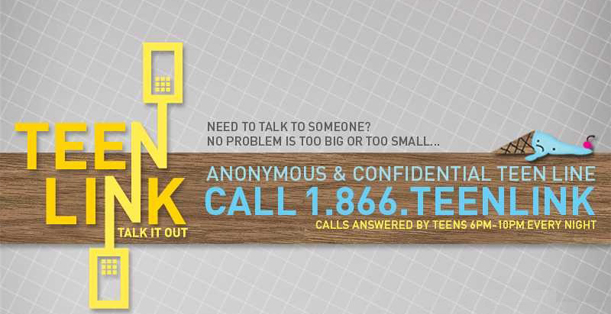 TEEN
LINK
TALK IT OUT
NEED TO TALK TO SOMEONE?
NO PROBLEM IS TOO BIG OR TOO SMALL...
ANONYMOUS & CONFIDENTIAL TEEN LINE
CALL 1.866.TEENLINK
CALLS ANSWERED BY TEENS 6PM-10PM EVERY NIGHT